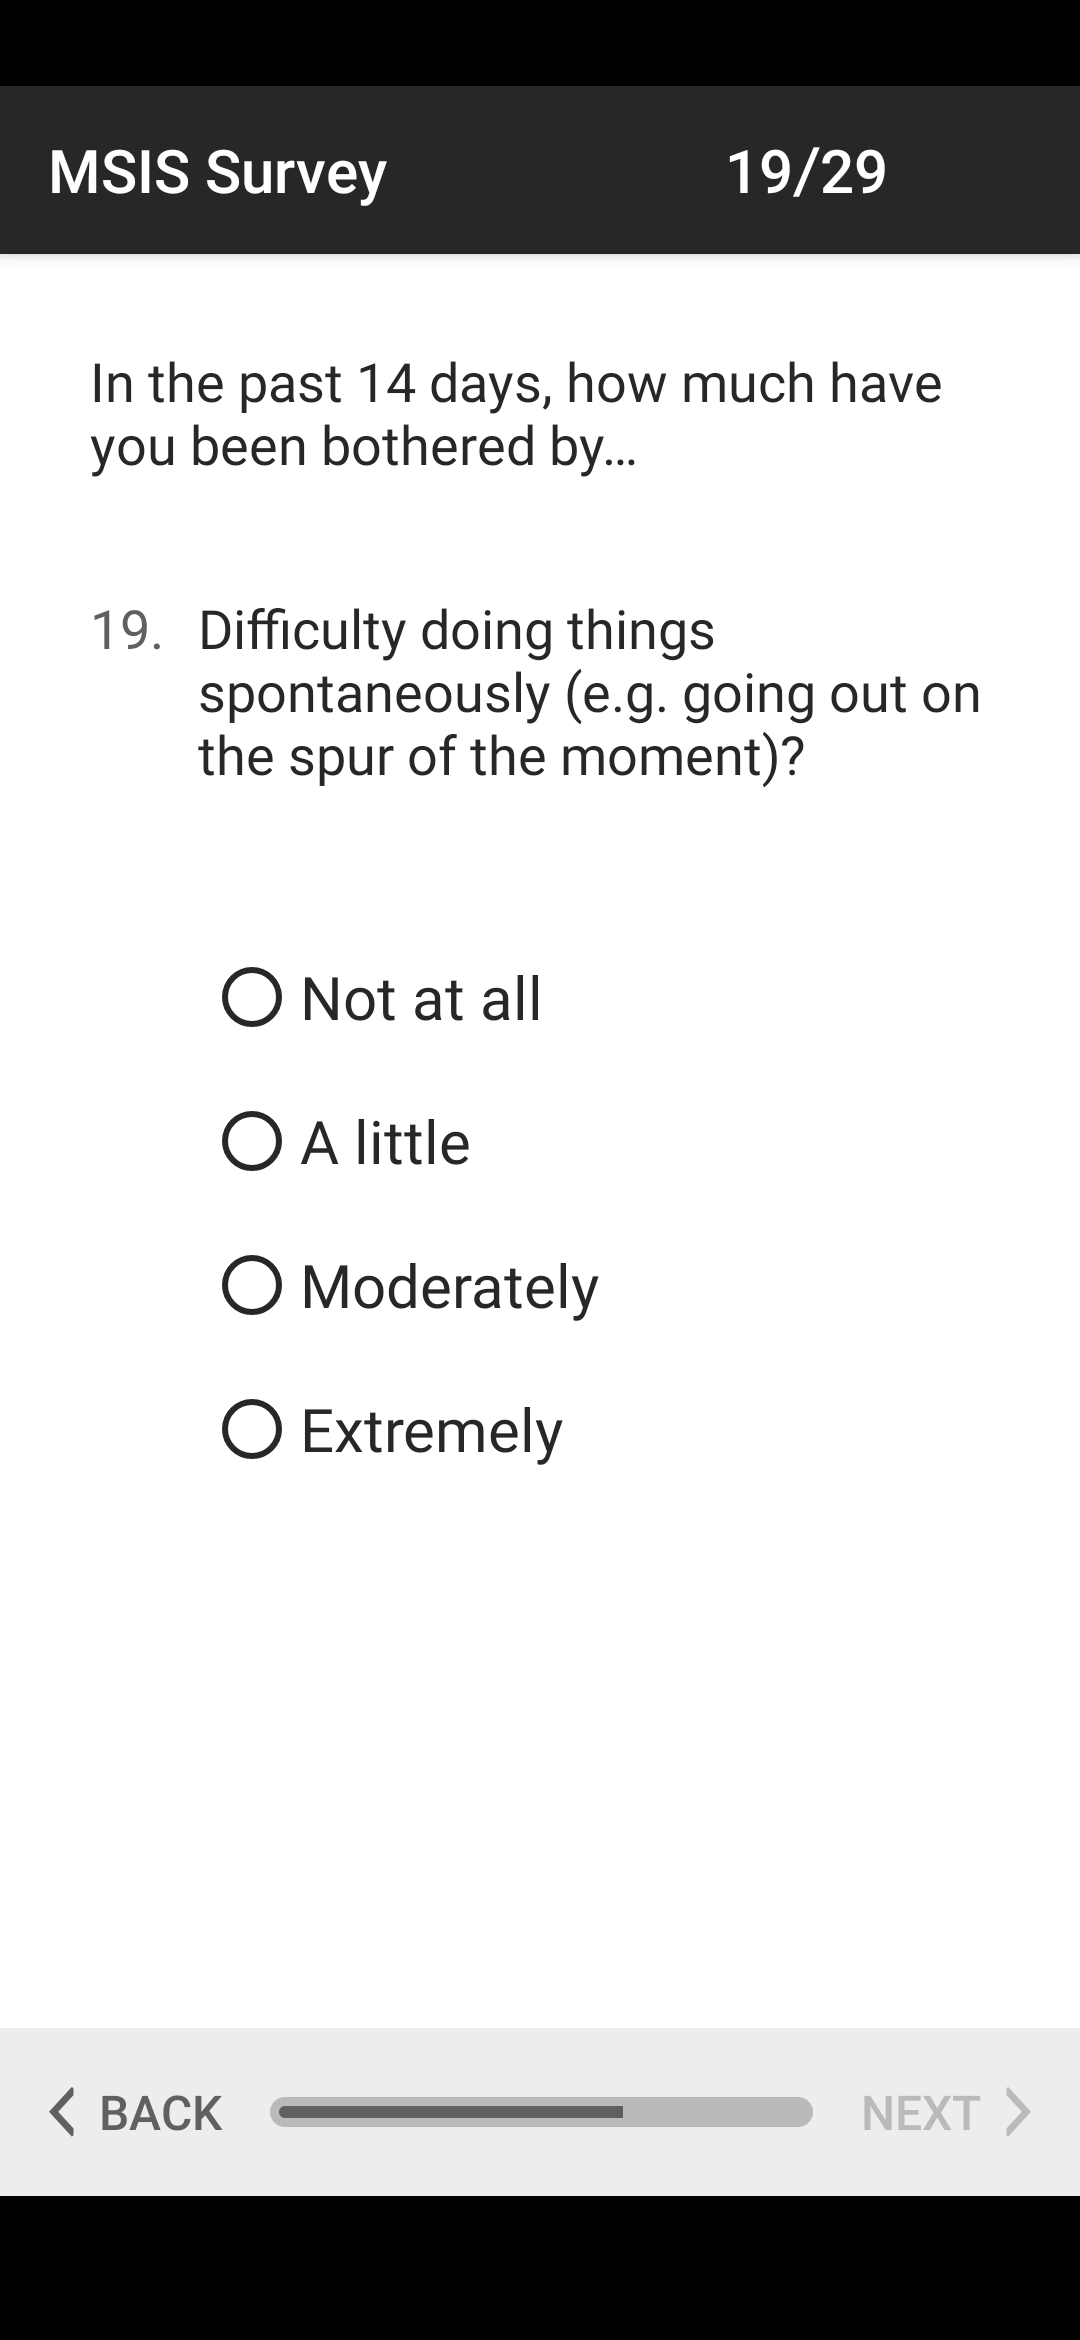 MSIS Survey 19/29
In the past 14 days, how much have
you been bothered by...
19. Difficulty doing things
spontaneously (e.g. going out on
the spur of the moment)?
Not at all
A little
Moderately
Extremely
BACK NEXT